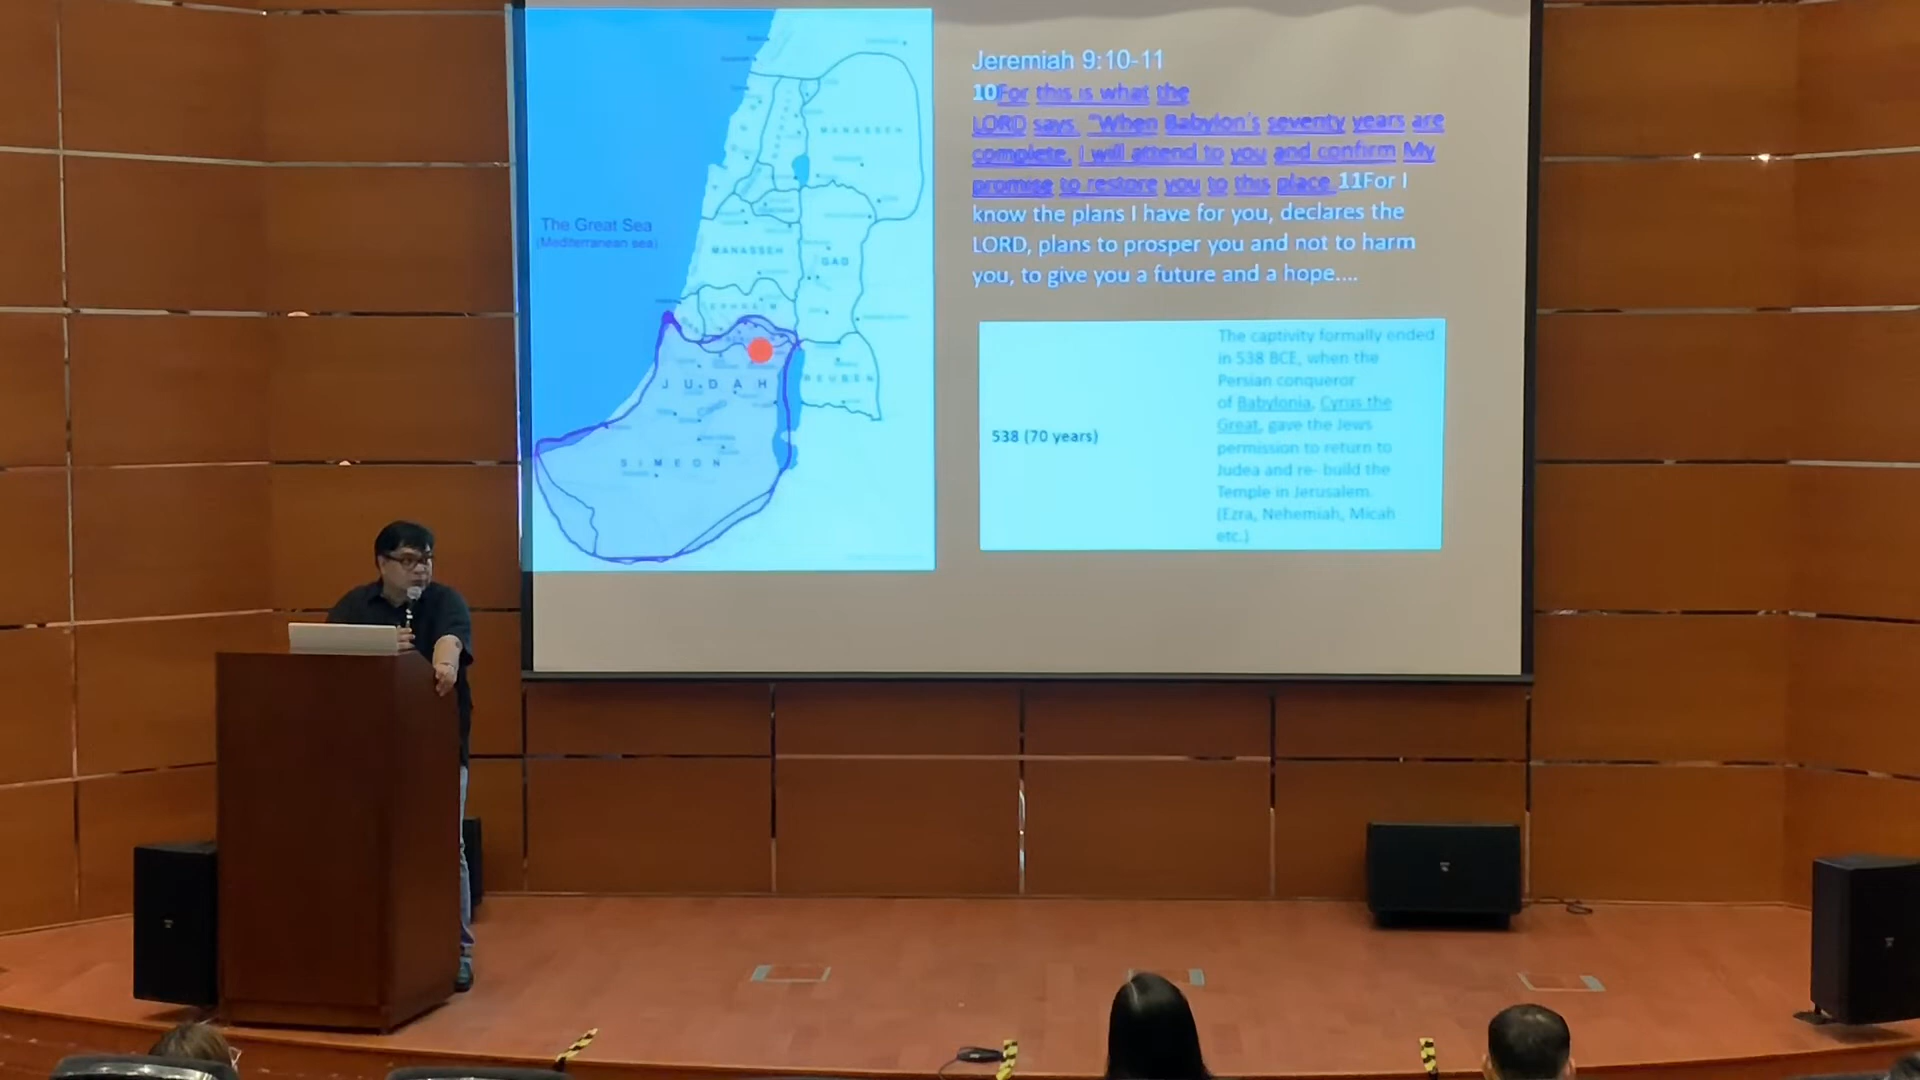 The Great Sea
(Mediterranean sea)
MANASSEH
MANASSEH
GAD
EPHRAIM
JUDAH
REUBEN
SIMEON
Jeremiah 9:10-11
10For this is what the
LORD says, "When Babylon's seventy years are
complete, I will attend to you and confirm My
promise to restore you to this place. 11For I
know the plans I have for you, declares the
LORD, plans to prosper you and not to harm
you, to give you a future and a hope....
538 (70 years)
The captivity formally ended
in 538 BCE, when the
Persian conqueror
of Babylonia, Cyrus the
Great, gave the Jews
permission to return to
Judea and re- build the
Temple in Jerusalem.
(Ezra, Nehemiah, Micah
etc.)